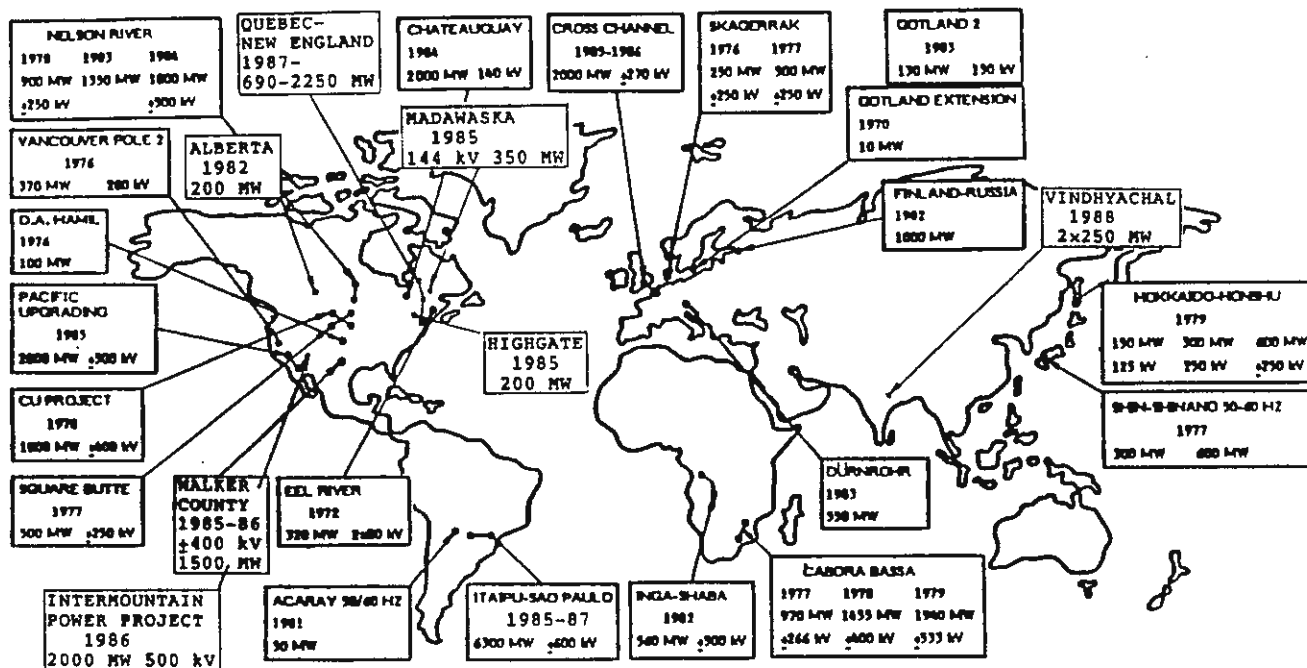 NELSON RIVER
1978 1983 1984
900 MW 1350 MW 1800 MW
±250 kV ±500 kV
QUEBEC-
NEW ENGLAND
1987-
690-2250 MW
CHATEAUGUAY
1984
2000 MW 140 kV
CROSS CHANNEL
1985-1986
2000 MW ±270 kV
SKAGERRAK
1976 1977
250 MW 500 MW
±250 kV ±250 kV
GOTLAND 2
1983
130 MW 150 kV
GOTLAND EXTENSION
1970
10 MW
VANCOUVER POLE 2
1976
370 MW 280 kV
ALBERTA
1982
200 MW
MADAWASKA
1985
144 kV 350 MW
FINLAND-RUSSIA
1982
1000 MW
VINDHYACHAL
1988
2x250 MW
D.A. HAMIL
1976
100 MW
PACIFIC
UPGRADING
1985
2000 MW ±500 kV
HIGHGATE
1985
200 MW
HOKKAIDO-HONSHU
1979
150 MW 300 MW 600 MW
125 kV 250 kV ±250 kV
CU PROJECT
1978
1000 MW ±400 kV
SHIN-SHINANO 50-60 HZ
1977
300 MW 600 MW
SQUARE BUTTE
1977
500 MW ±250 kV
WALKER
COUNTY
1985-86
±400 kV
1500 MW
EEL RIVER
1972
320 MW 2x80 kV
DÜRNROHR
1983
550 MW
INTERMOUNTAIN
POWER PROJECT
1986
2000 MW 500 kV
ACARAY 50/60 HZ
1981
50 MW
ITAIPU-SAO PAULO
1985-87
6300 MW ±600 kV
INGA-SHABA
1982
560 MW ±500 kV
CABORA BASSA
1977 1978 1979
970 MW 1455 MW 1940 MW
±266 kV ±400 kV ±533 kV